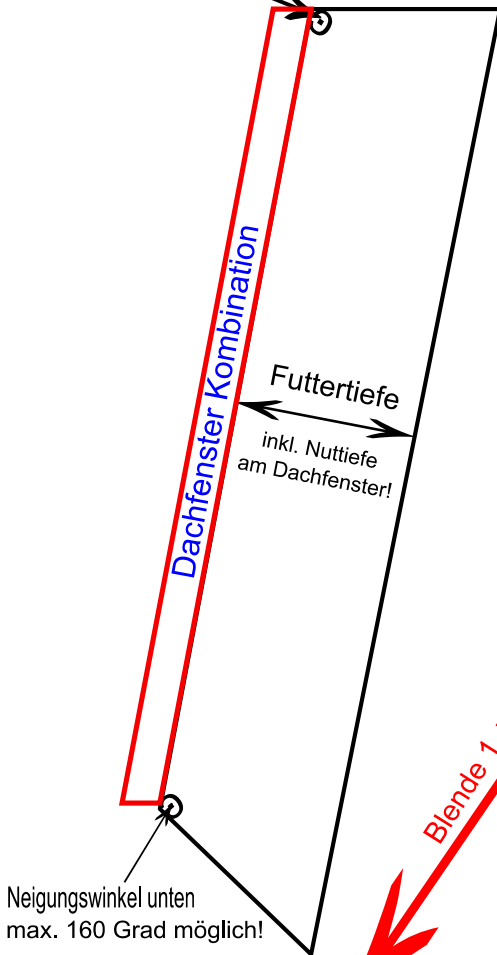 Dachfenster Kombination
Futtertiefe
inkl. Nuttiefe
am Dachfenster!
Blende 1
Neigungswinkel unten
max. 160 Grad möglich!